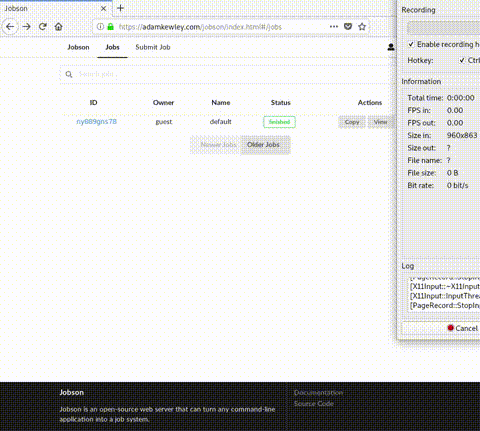 Jobson
https://adamkewley.com/jobson/index.html#/jobs
Jobson Jobs Submit Job
Search jobs
ID Owner Name Status Actions
guest default finished Copy View
Newer Jobs Older Jobs
Recording
Enable recording h
Hotkey: Ctr
Information
Total time: 0:00:00
FPS in: 0.00
FPS out: 0.00
Size in: 960x863
Size out: ?
File name: ?
File size: 0 B
Bit rate: 0 bit/s
Log
[PageRecord::StopInp
[X11Input::~X11Input
[X11Input::InputThrea
[PageRecord::StopInp
Cancel
Jobson
Jobson is an open-source web server that can turn any command-line
application into a job system.
Documentation
Source Code